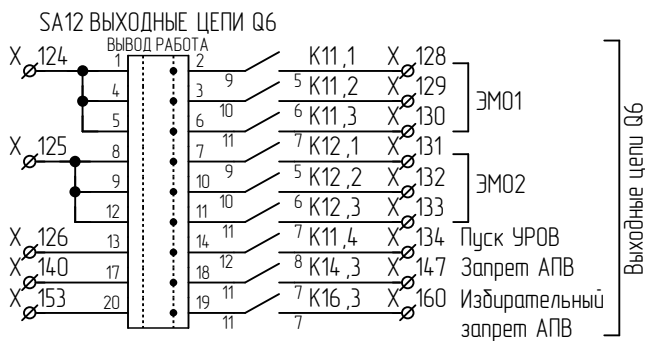 SA12 ВЫХОДНЫЕ ЦЕПИ Q6
ВЫВОД РАБОТА
X 124 1 2 9 5 K11,1 X 128
4 3 10 6 K11,2 X 129
5 6 11 7 K11,3 X 130
ЭМО1
X 125 8 7 9 5 K12,1 X 131
9 10 10 6 K12,2 X 132
12 11 11 7 K12,3 X 133
ЭМО2
X 126 13 14 12 8 K11,4 X 134 Пуск УРОВ
X 140 17 18 11 7 K14,3 X 147 Запрет АПВ
X 153 20 19 11 7 K16,3 X 160 Избирательный
запрет АПВ
Выходные цепи Q6